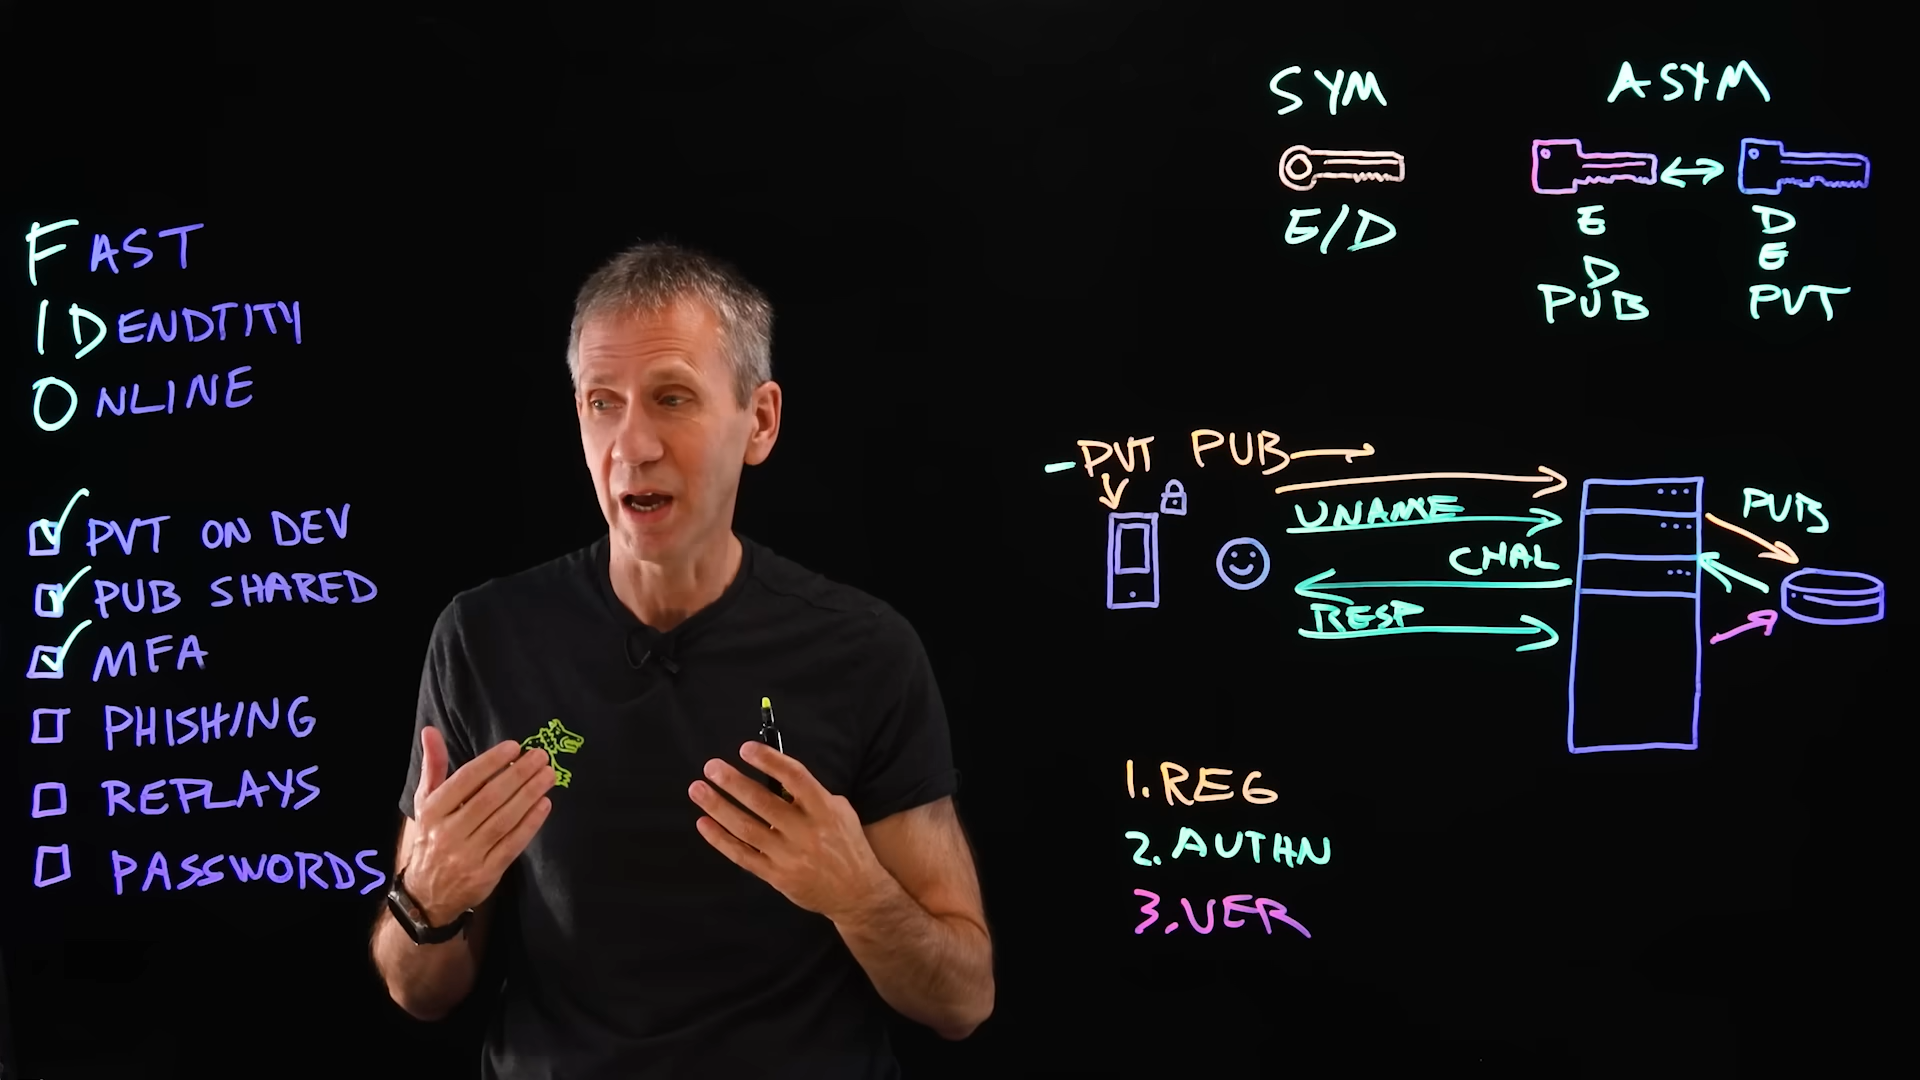 FAST
IDENDTITY
ONLINE
PVT ON DEV
PUB SHARED
MFA
PHISHING
REPLAYS
PASSWORDS
SYM
E/D
ASYM
E D
D E
PUB PVT
PVT PUB
UNAME
CHAL
RESP
PUB
1. REG
2. AUTHN
3. VER